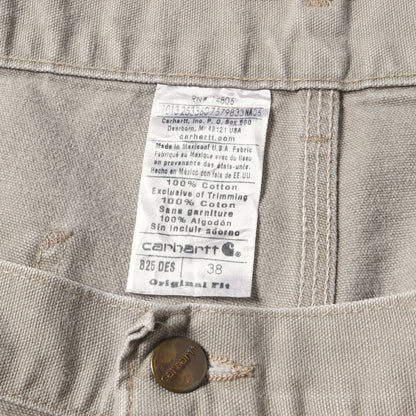 RN# 14806
Carhartt, Inc. P.O. Box 600
Dearborn, MI 48121 USA
carhartt.com
Made in Mexico of U.S.A. Fabric
Fabriqué au Mexique avec du tissu
en provenance des états-unis
Hecho en México con tela de EE UU
100% Cotton
Exclusive of Trimming
100% Coton
Sans garniture
100% Algodón
Sin incluir adorno
carhartt
B25 DES 38
Original Fit
carhartt